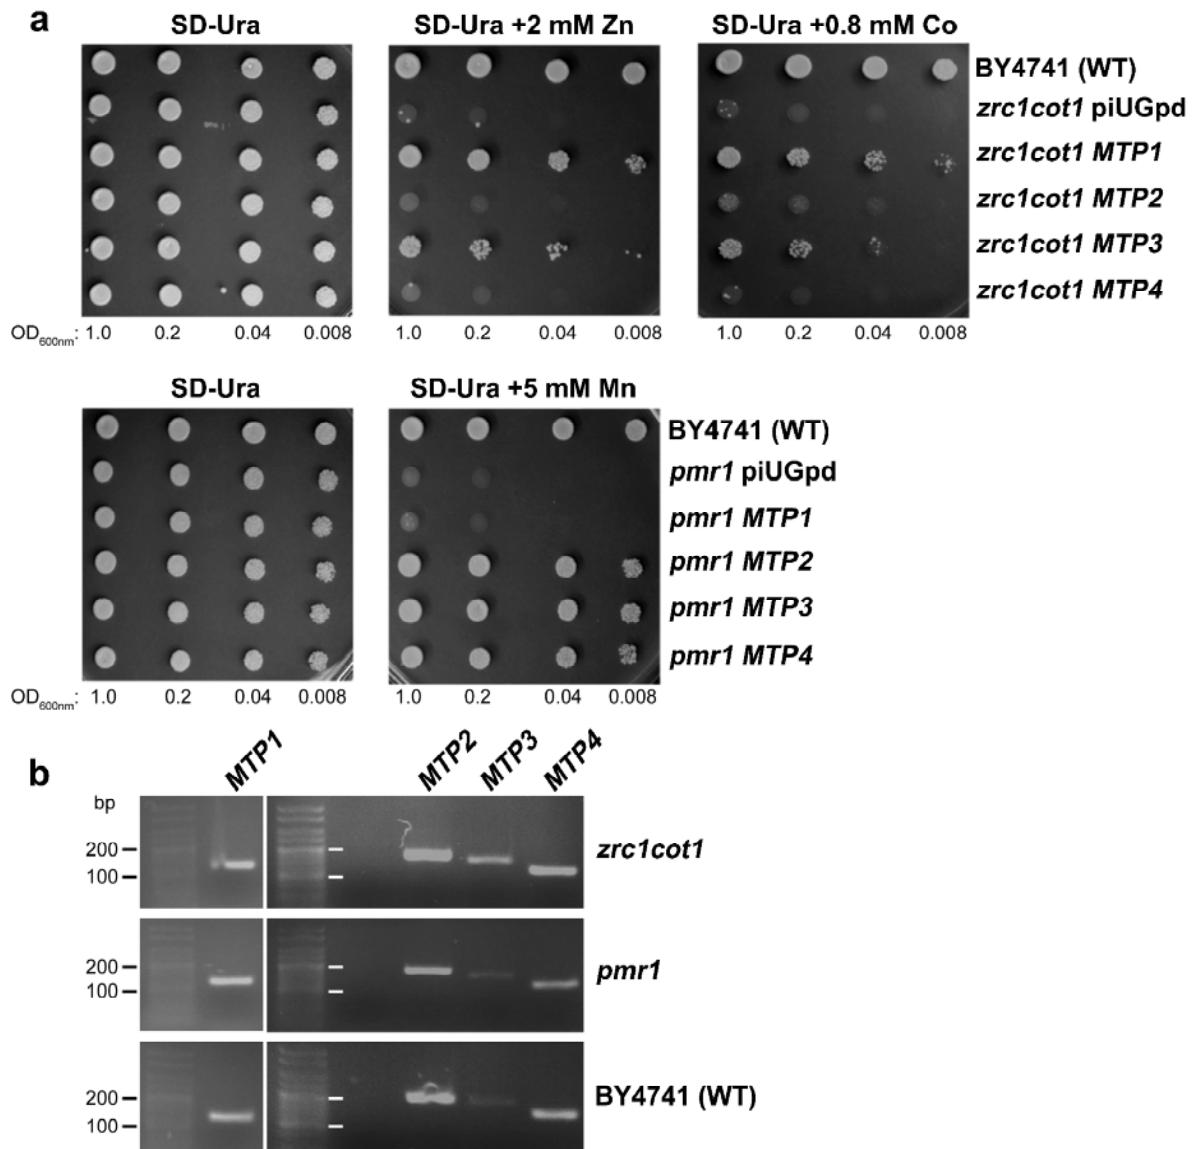 a
SD-Ura
SD-Ura +2 mM Zn
SD-Ura +0.8 mM Co
BY4741 (WT)
zrc1cot1 piUGpd
zrc1cot1 MTP1
zrc1cot1 MTP2
zrc1cot1 MTP3
zrc1cot1 MTP4
OD600nm: 1.0 0.2 0.04 0.008 1.0 0.2 0.04 0.008 1.0 0.2 0.04 0.008
SD-Ura
SD-Ura +5 mM Mn
BY4741 (WT)
pmr1 piUGpd
pmr1 MTP1
pmr1 MTP2
pmr1 MTP3
pmr1 MTP4
OD600nm: 1.0 0.2 0.04 0.008 1.0 0.2 0.04 0.008
b
MTP1 MTP2 MTP3 MTP4
bp
200
100
zrc1cot1
200
100
pmr1
200
100
BY4741 (WT)